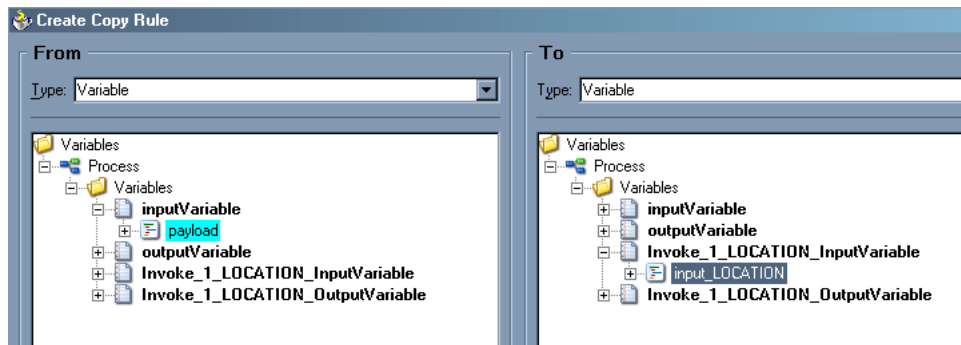 Create Copy Rule
From
Type: Variable
Variables
Process
Variables
inputVariable
payload
outputVariable
Invoke_1_LOCATION_InputVariable
Invoke_1_LOCATION_OutputVariable
To
Type: Variable
Variables
Process
Variables
inputVariable
outputVariable
Invoke_1_LOCATION_InputVariable
input_LOCATION
Invoke_1_LOCATION_OutputVariable